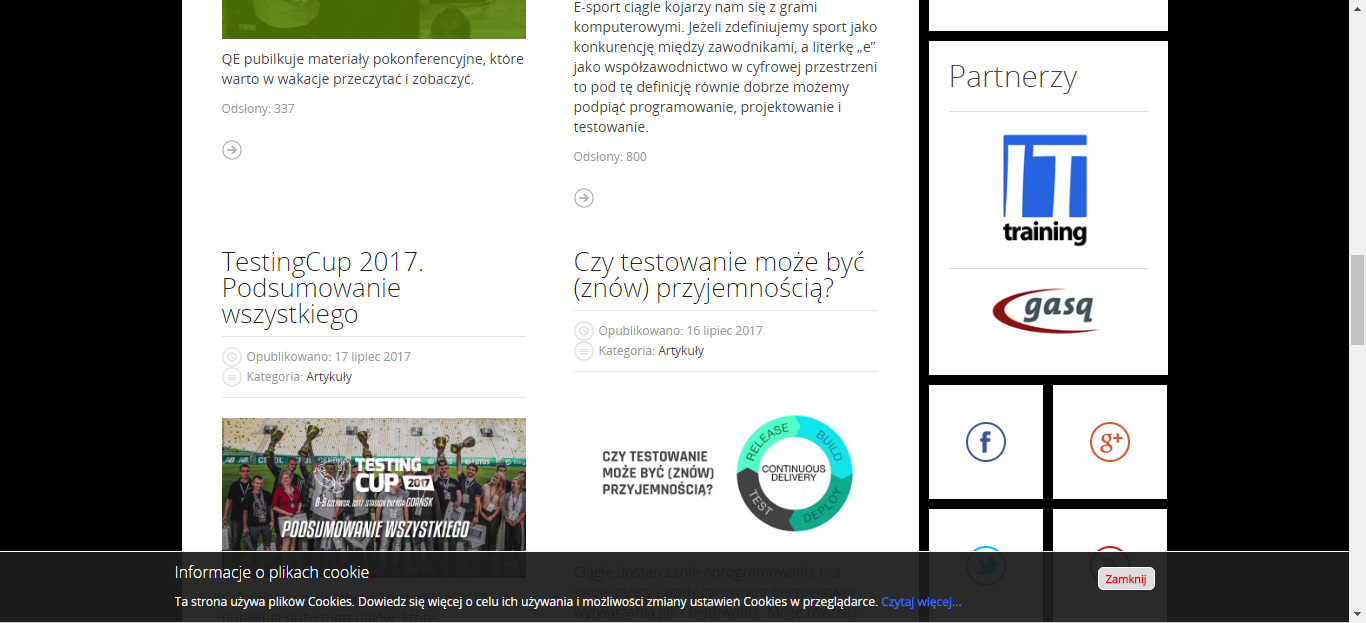 QE pubilkuje materiały pokonferencyjne, które
warto w wakacje przeczytać i zobaczyć.
Odsłony: 337
E-sport ciągle kojarzy nam się z grami
komputerowymi. Jeżeli zdefiniujemy sport jako
konkurencję między zawodnikami, a literkę „e”
jako współzawodnictwo w cyfrowej przestrzeni
to pod tę definicję równie dobrze możemy
podpiąć programowanie, projektowanie i
testowanie.
Odsłony: 800
TestingCup 2017.
Podsumowanie
wszystkiego
Opublikowano: 17 lipiec 2017
Kategoria: Artykuły
TESTING
CUP 2017
8-9 CZERWCA, 2017 STADION ENERGA GDAŃSK
PODSUMOWANIE WSZYSTKIEGO
Czy testowanie może być
(znów) przyjemnością?
Opublikowano: 16 lipiec 2017
Kategoria: Artykuły
CZY TESTOWANIE
MOŻE BYĆ (ZNÓW)
PRZYJEMNOŚCIĄ?
RELEASE
BUILD
DEPLOY
TEST
CONTINUOUS
DELIVERY
Ciągłe dostarczanie oprogramowania ma
Partnerzy
IT
training
gasq
f
g+
Informacje o plikach cookie
Ta strona używa plików Cookies. Dowiedz się więcej o celu ich używania i możliwości zmiany ustawień Cookies w przeglądarce. Czytaj więcej...
Zamknij